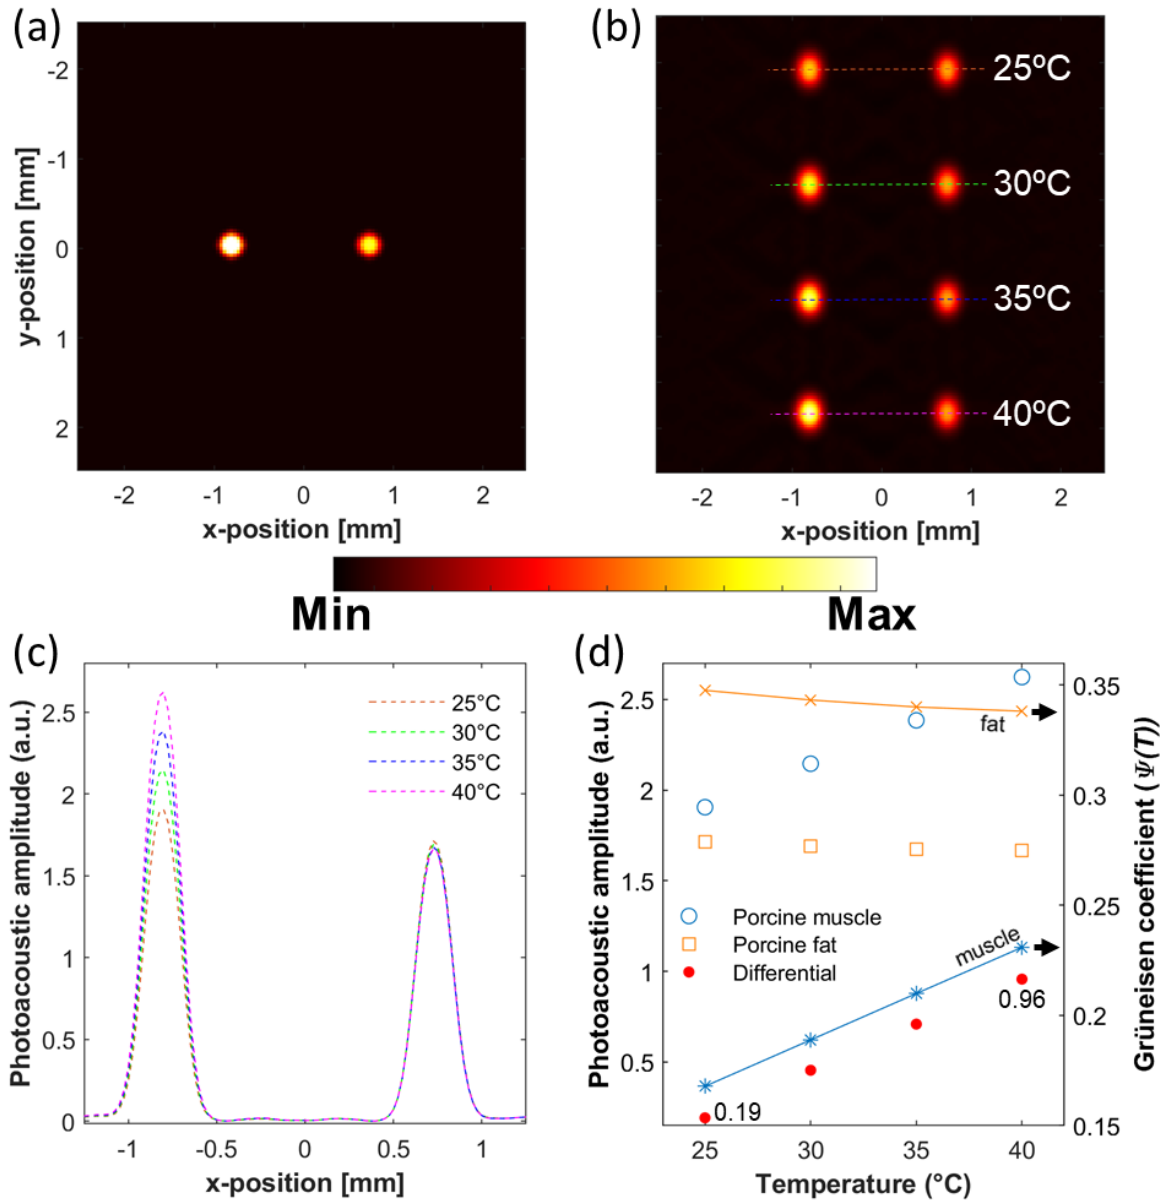 (a)
-2
-1
0
1
2
y-position [mm]
-2 -1 0 1 2
x-position [mm]
(b)
25ºC
30ºC
35ºC
40ºC
-2 -1 0 1 2
x-position [mm]
Min Max
(c)
2.5
2
1.5
1
0.5
0
Photoacoustic amplitude (a.u.)
25°C
30°C
35°C
40°C
-1 -0.5 0 0.5 1
x-position [mm]
(d)
2.5
2
1.5
1
0.5
Photoacoustic amplitude (a.u.)
fat
Porcine muscle
Porcine fat
Differential
muscle
0.96
0.19
0.35
0.3
0.25
0.2
0.15
Grüneisen coefficient ( Ψ(T))
25 30 35 40
Temperature (°C)